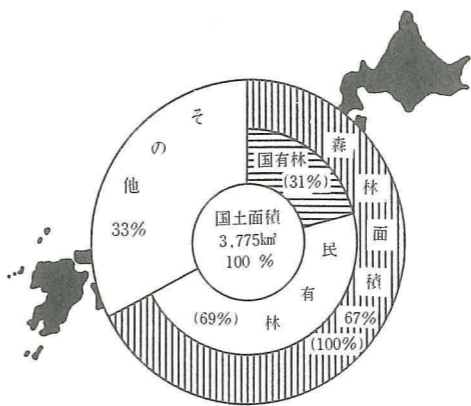 国土面積
3,775㎢
100 %
森林面積
67%
(100%)
国有林
(31%)
民有林
(69%)
その他
33%